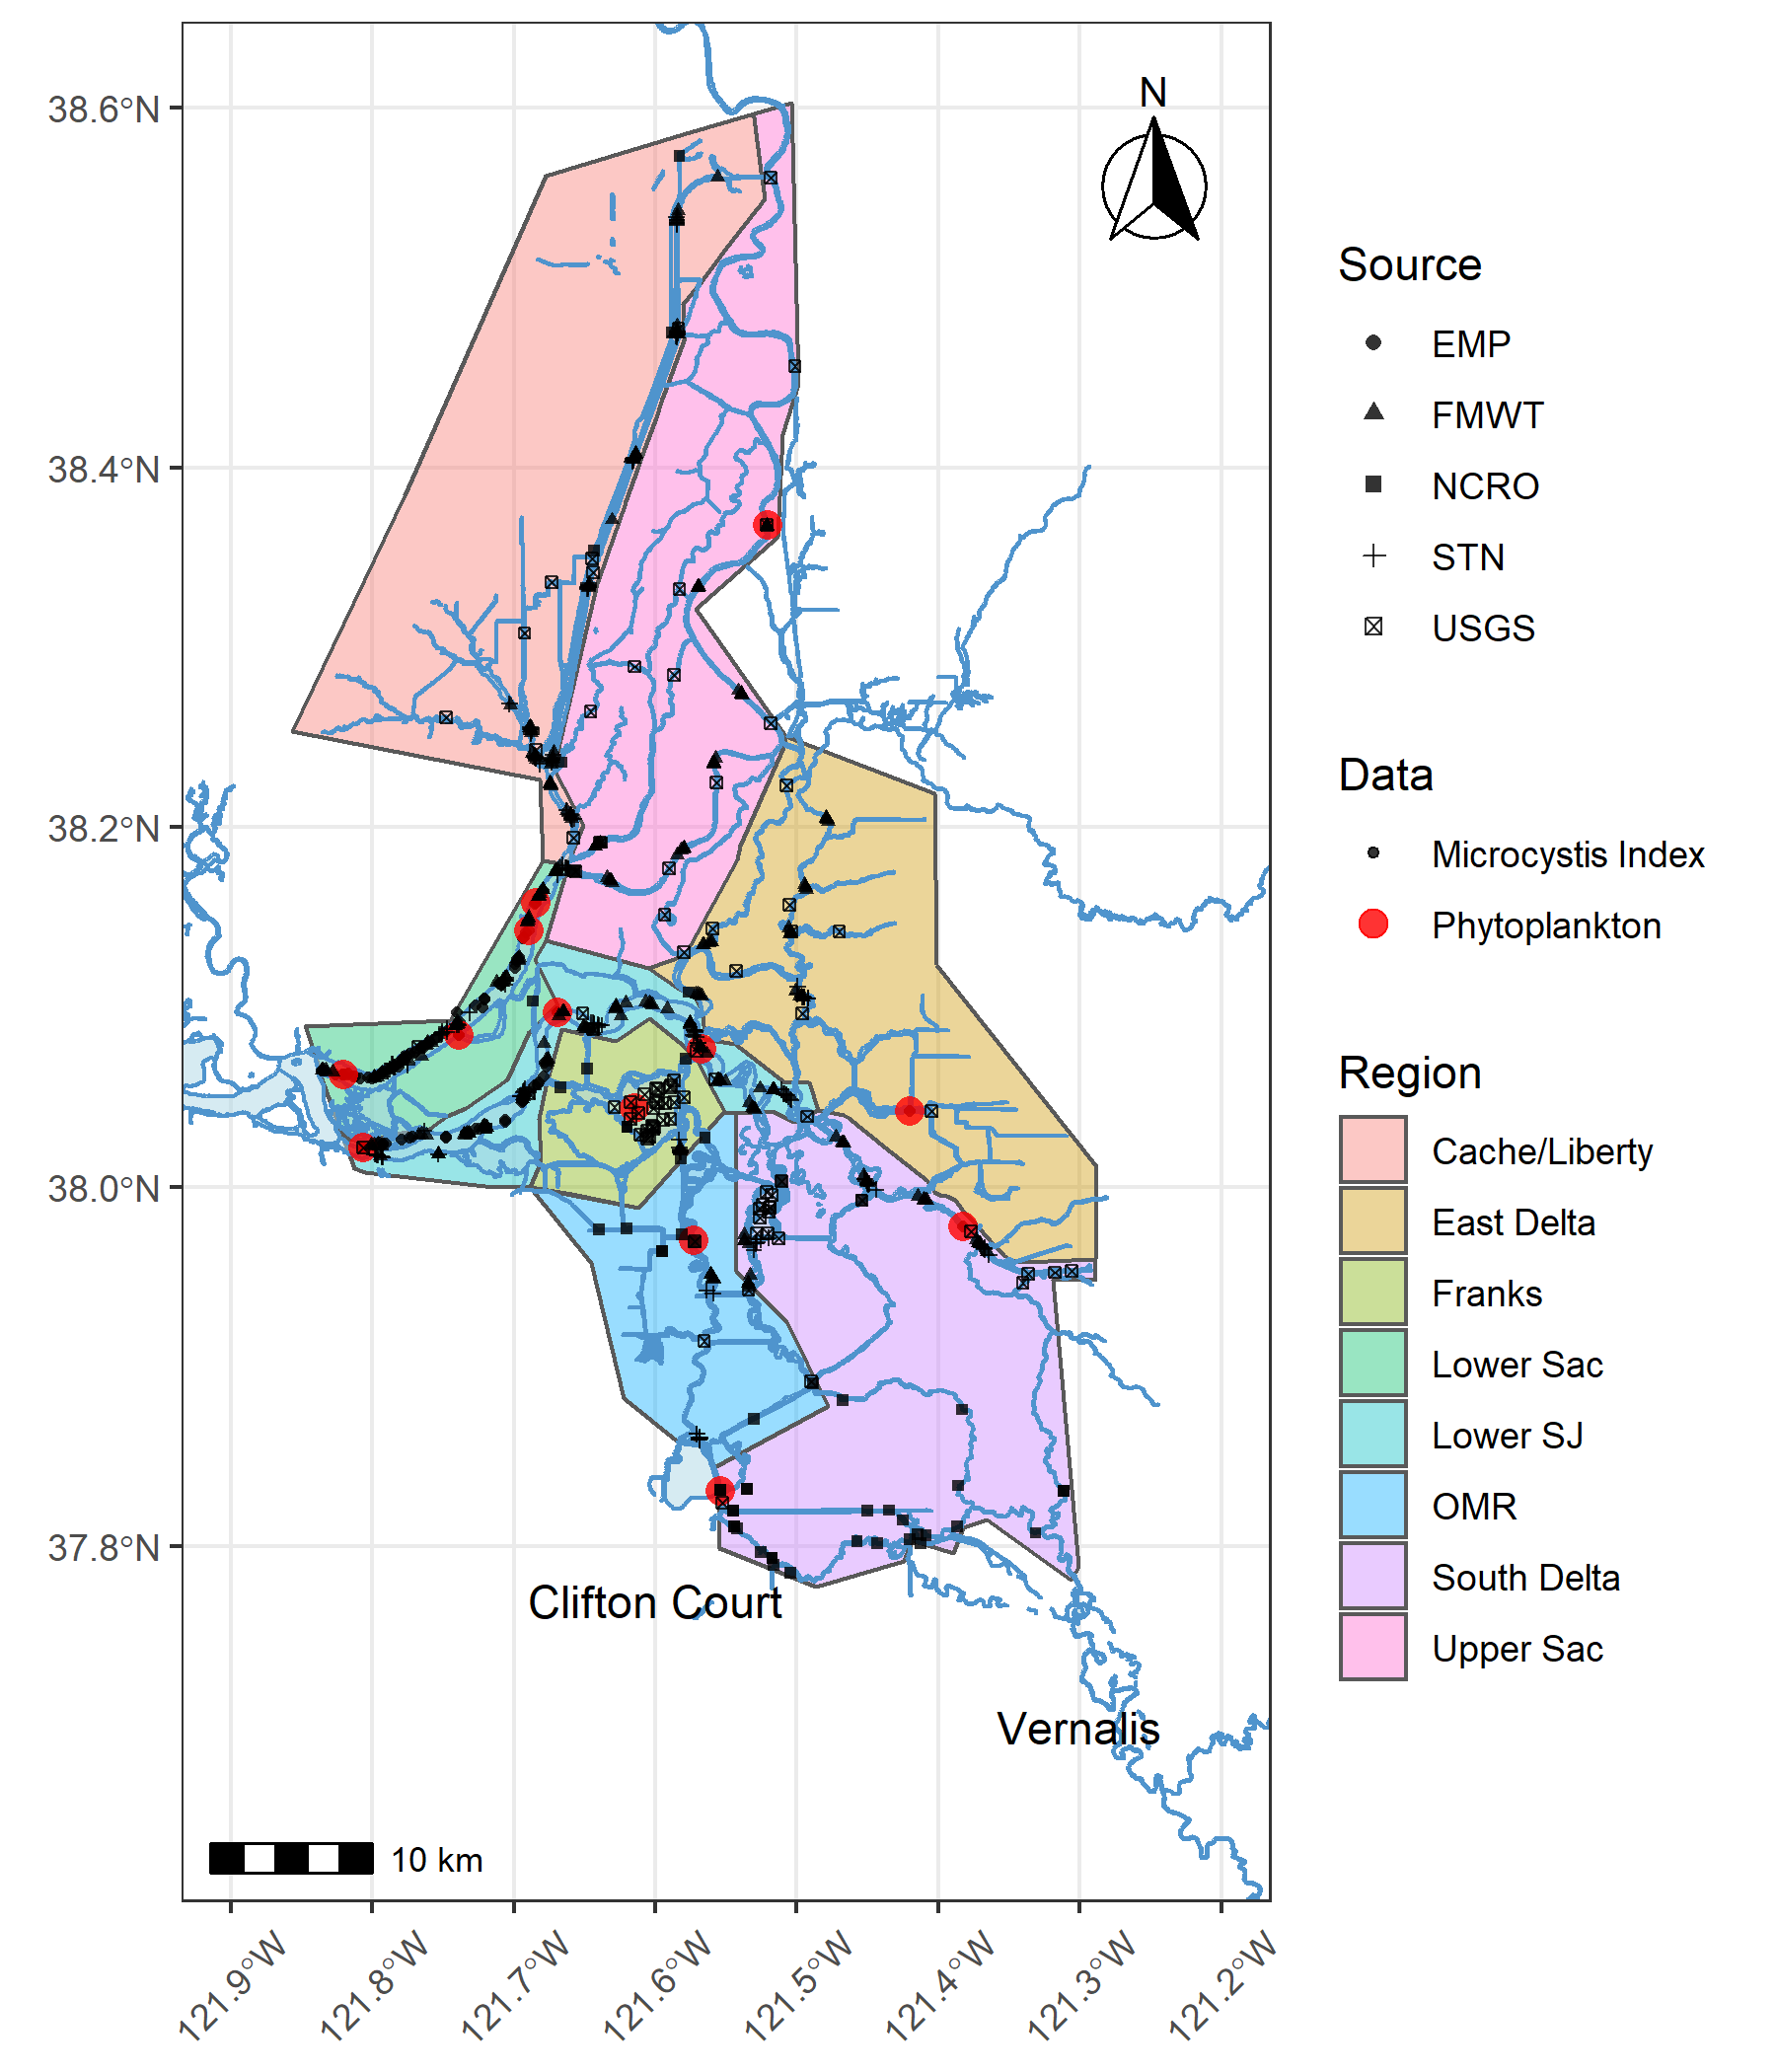 38.6°N
38.4°N
38.2°N
38.0°N
37.8°N
N
Clifton Court
Vernalis
10 km
121.9°W
121.8°W
121.7°W
121.6°W
121.5°W
121.4°W
121.3°W
121.2°W
Source
EMP
FMWT
NCRO
STN
USGS
Data
Microcystis Index
Phytoplankton
Region
Cache/Liberty
East Delta
Franks
Lower Sac
Lower SJ
OMR
South Delta
Upper Sac